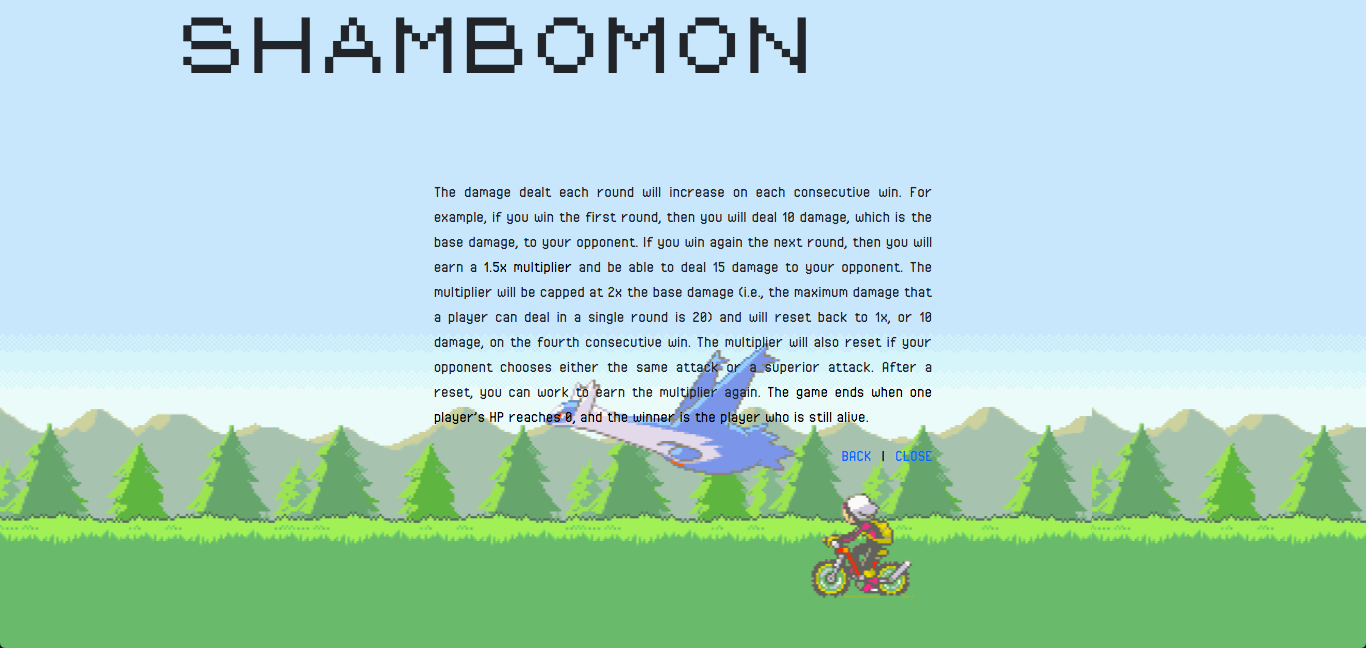 SHAMBOMON
The damage dealt each round will increase on each consecutive win. For
example, if you win the first round, then you will deal 10 damage, which is the
base damage, to your opponent. If you win again the next round, then you will
earn a 1.5x multiplier and be able to deal 15 damage to your opponent. The
multiplier will be capped at 2x the base damage (i.e., the maximum damage that
a player can deal in a single round is 20) and will reset back to 1x, or 10
damage, on the fourth consecutive win. The multiplier will also reset if your
opponent chooses either the same attack or a superior attack. After a
reset, you can work to earn the multiplier again. The game ends when one
player's HP reaches 0, and the winner is the player who is still alive.
BACK | CLOSE